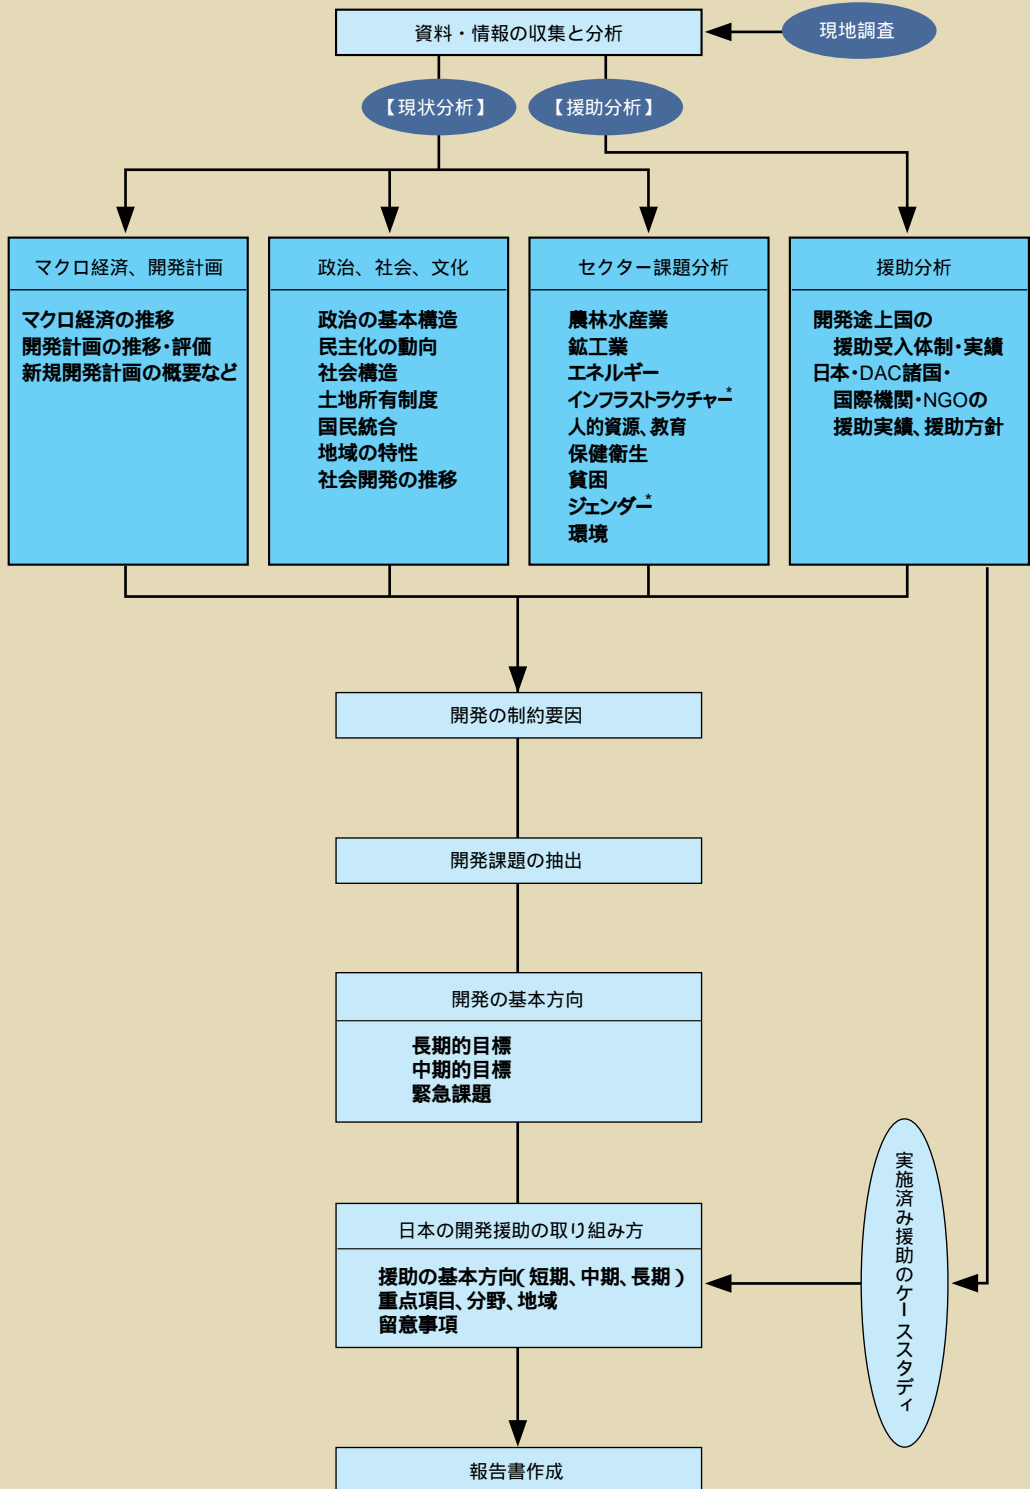 資料・情報の収集と分析
現地調査
【現状分析】
【援助分析】
マクロ経済、開発計画
マクロ経済の推移
開発計画の推移・評価
新規開発計画の概要など
政治、社会、文化
政治の基本構造
民主化の動向
社会構造
土地所有制度
国民統合
地域の特性
社会開発の推移
セクター課題分析
農林水産業
鉱工業
エネルギー
インフラストラクチャー*
人的資源、教育
保健衛生
貧困
ジェンダー*
環境
援助分析
開発途上国の
援助受入体制・実績
日本・DAC諸国・
国際機関・NGOの
援助実績、援助方針
開発の制約要因
開発課題の抽出
開発の基本方向
長期的目標
中期的目標
緊急課題
日本の開発援助の取り組み方
援助の基本方向(短期、中期、長期)
重点項目、分野、地域
留意事項
実施済み援助のケーススタディ
報告書作成